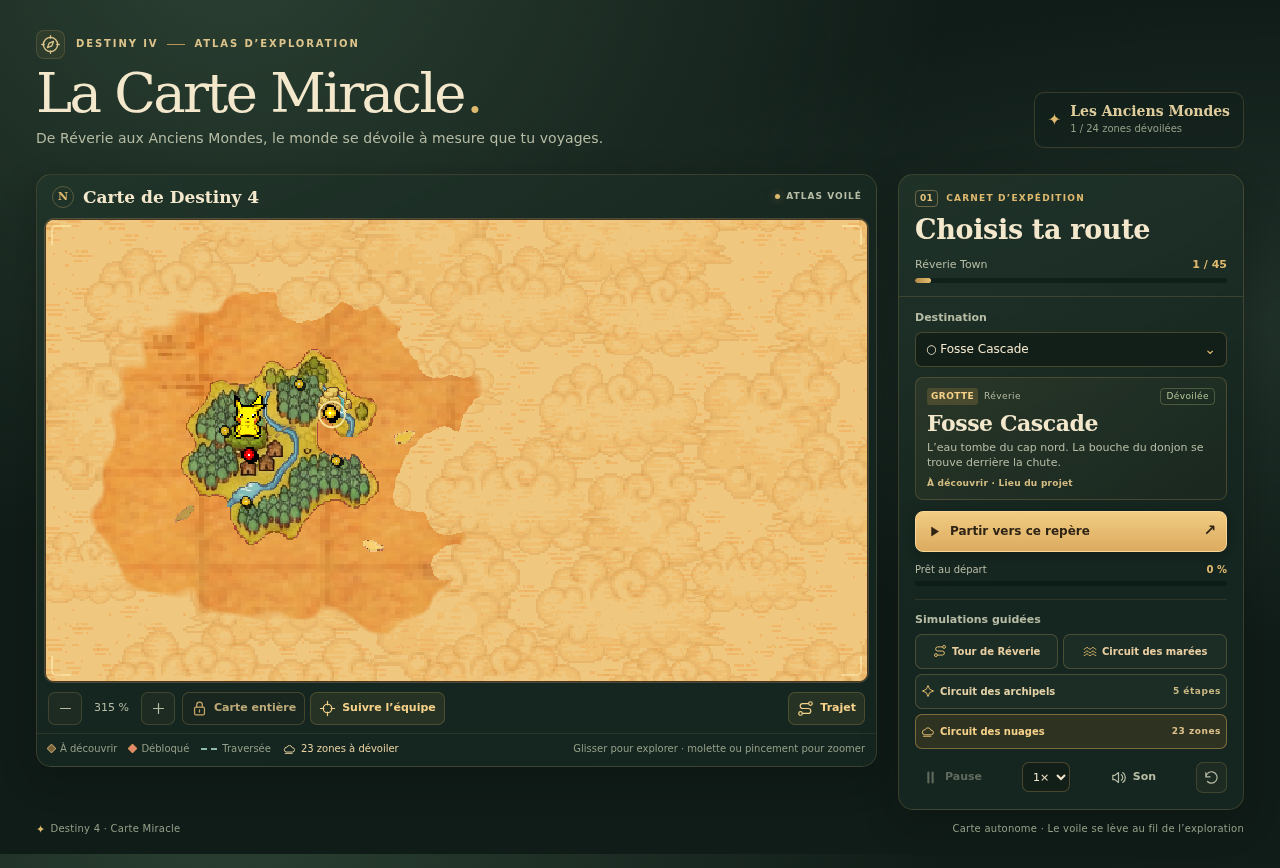 DESTINY IV — ATLAS D’EXPLORATION
La Carte Miracle.
De Réverie aux Anciens Mondes, le monde se dévoile à mesure que tu voyages.
Les Anciens Mondes
1 / 24 zones dévoilées
N Carte de Destiny 4
ATLAS VOILÉ
315 %
Carte entière
Suivre l’équipe
Trajet
À découvrir
Débloqué
Traversée
23 zones à dévoiler
Glisser pour explorer · molette ou pincement pour zoomer
01 CARNET D’EXPÉDITION
Choisis ta route
Réverie Town 1 / 45
Destination
○ Fosse Cascade
GROTTE Réverie Dévoilée
Fosse Cascade
L’eau tombe du cap nord. La bouche du donjon se
trouve derrière la chute.
À découvrir · Lieu du projet
Partir vers ce repère ↗
Prêt au départ 0 %
Simulations guidées
Tour de Réverie
Circuit des marées
Circuit des archipels 5 étapes
Circuit des nuages 23 zones
Pause
1×
Son
Destiny 4 · Carte Miracle
Carte autonome · Le voile se lève au fil de l’exploration